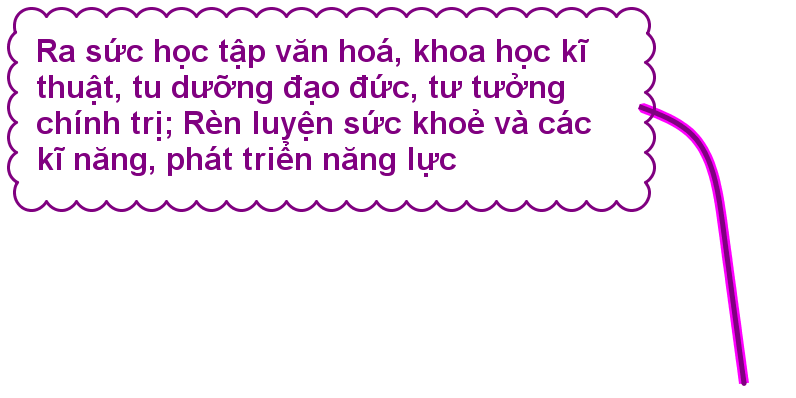 Ra sức học tập văn hoá, khoa học kĩ
thuật, tu dưỡng đạo đức, tư tưởng
chính trị; Rèn luyện sức khoẻ và các
kĩ năng, phát triển năng lực